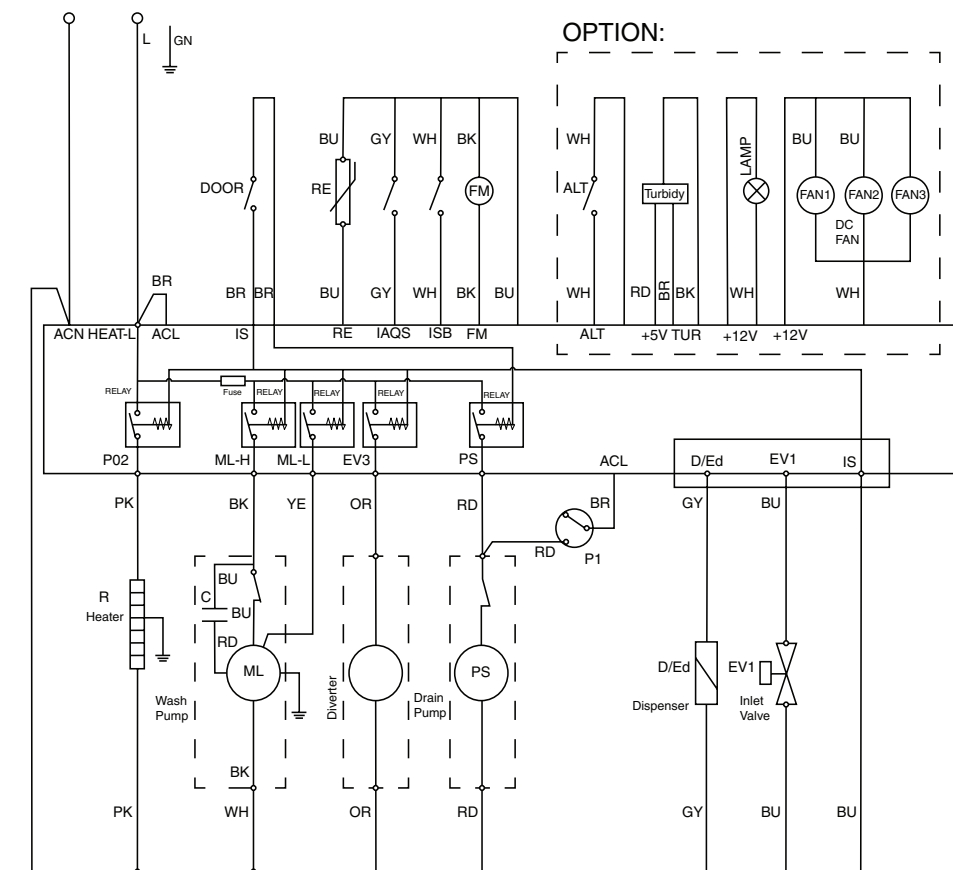 OPTION:
L
GN
BU
GY
WH
BK
WH
LAMP
BU
BU
DOOR
RE
FM
ALT
Turbidy
FAN1
FAN2
FAN3
DC
FAN
BR
BR
BR
BU
GY
WH
BK
BU
WH
RD
BR
BK
WH
WH
ACN
HEAT-L
ACL
IS
RE
IAQS
ISB
FM
ALT
+5V
TUR
+12V
+12V
RELAY
Fuse
RELAY
RELAY
RELAY
RELAY
P02
ML-H
ML-L
EV3
PS
ACL
D/Ed
EV1
IS
PK
BK
YE
OR
RD
BR
GY
BU
RD
P1
R
Heater
C
BU
BU
RD
ML
Wash
Pump
Diverter
Drain
Pump
PS
D/Ed
Dispenser
EV1
Inlet
Valve
BK
PK
WH
OR
RD
GY
BU
BU